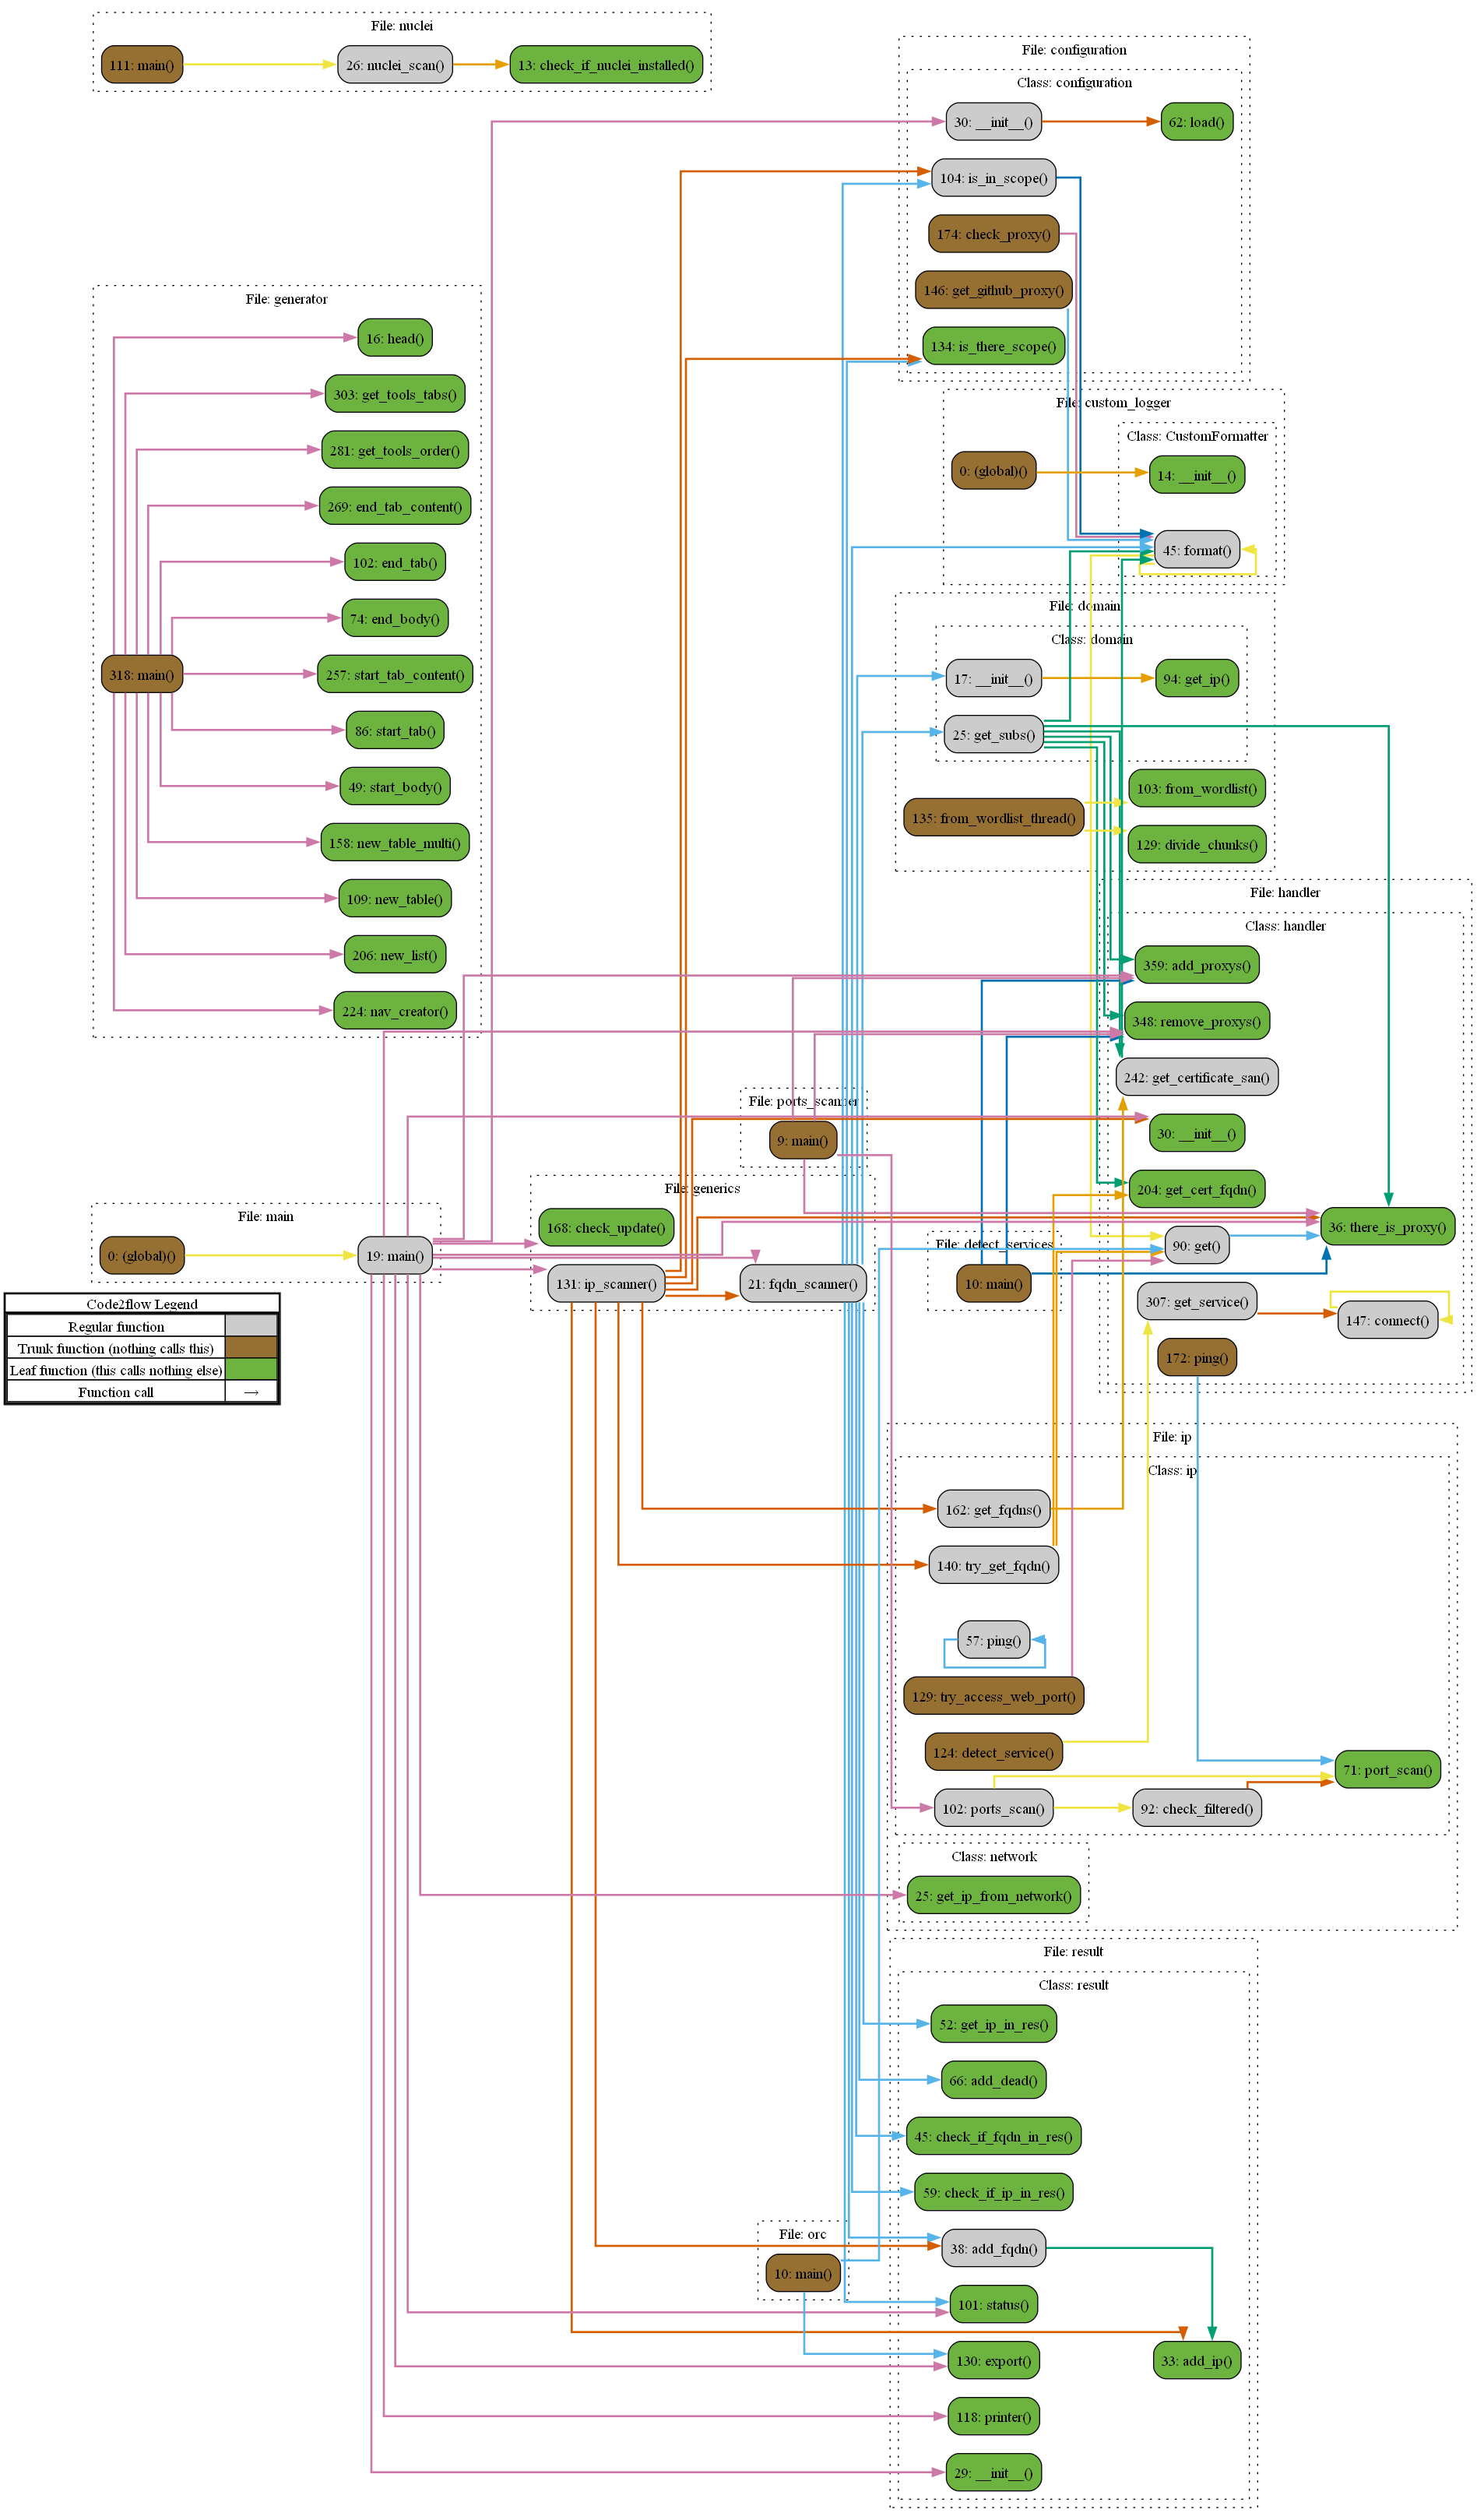 File: nuclei
111: main()
26: nuclei_scan()
13: check_if_nuclei_installed()
File: configuration
Class: configuration
30: __init__()
62: load()
104: is_in_scope()
174: check_proxy()
146: get_github_proxy()
134: is_there_scope()
File: generator
16: head()
303: get_tools_tabs()
281: get_tools_order()
269: end_tab_content()
102: end_tab()
74: end_body()
318: main()
257: start_tab_content()
86: start_tab()
49: start_body()
158: new_table_multi()
109: new_table()
206: new_list()
224: nav_creator()
File: custom_logger
Class: CustomFormatter
0: (global)()
14: __init__()
45: format()
File: domain
Class: domain
17: __init__()
94: get_ip()
25: get_subs()
103: from_wordlist()
135: from_wordlist_thread()
129: divide_chunks()
File: handler
Class: handler
359: add_proxys()
348: remove_proxys()
242: get_certificate_san()
30: __init__()
204: get_cert_fqdn()
36: there_is_proxy()
90: get()
307: get_service()
147: connect()
172: ping()
File: ports_scanner
9: main()
File: generics
168: check_update()
131: ip_scanner()
21: fqdn_scanner()
File: main
0: (global)()
19: main()
File: detect_services
10: main()
Code2flow Legend
Regular function
Trunk function (nothing calls this)
Leaf function (this calls nothing else)
Function call →
File: ip
Class: ip
162: get_fqdns()
140: try_get_fqdn()
57: ping()
129: try_access_web_port()
124: detect_service()
71: port_scan()
102: ports_scan()
92: check_filtered()
Class: network
25: get_ip_from_network()
File: result
Class: result
52: get_ip_in_res()
66: add_dead()
45: check_if_fqdn_in_res()
59: check_if_ip_in_res()
38: add_fqdn()
101: status()
130: export()
33: add_ip()
118: printer()
29: __init__()
File: orc
10: main()